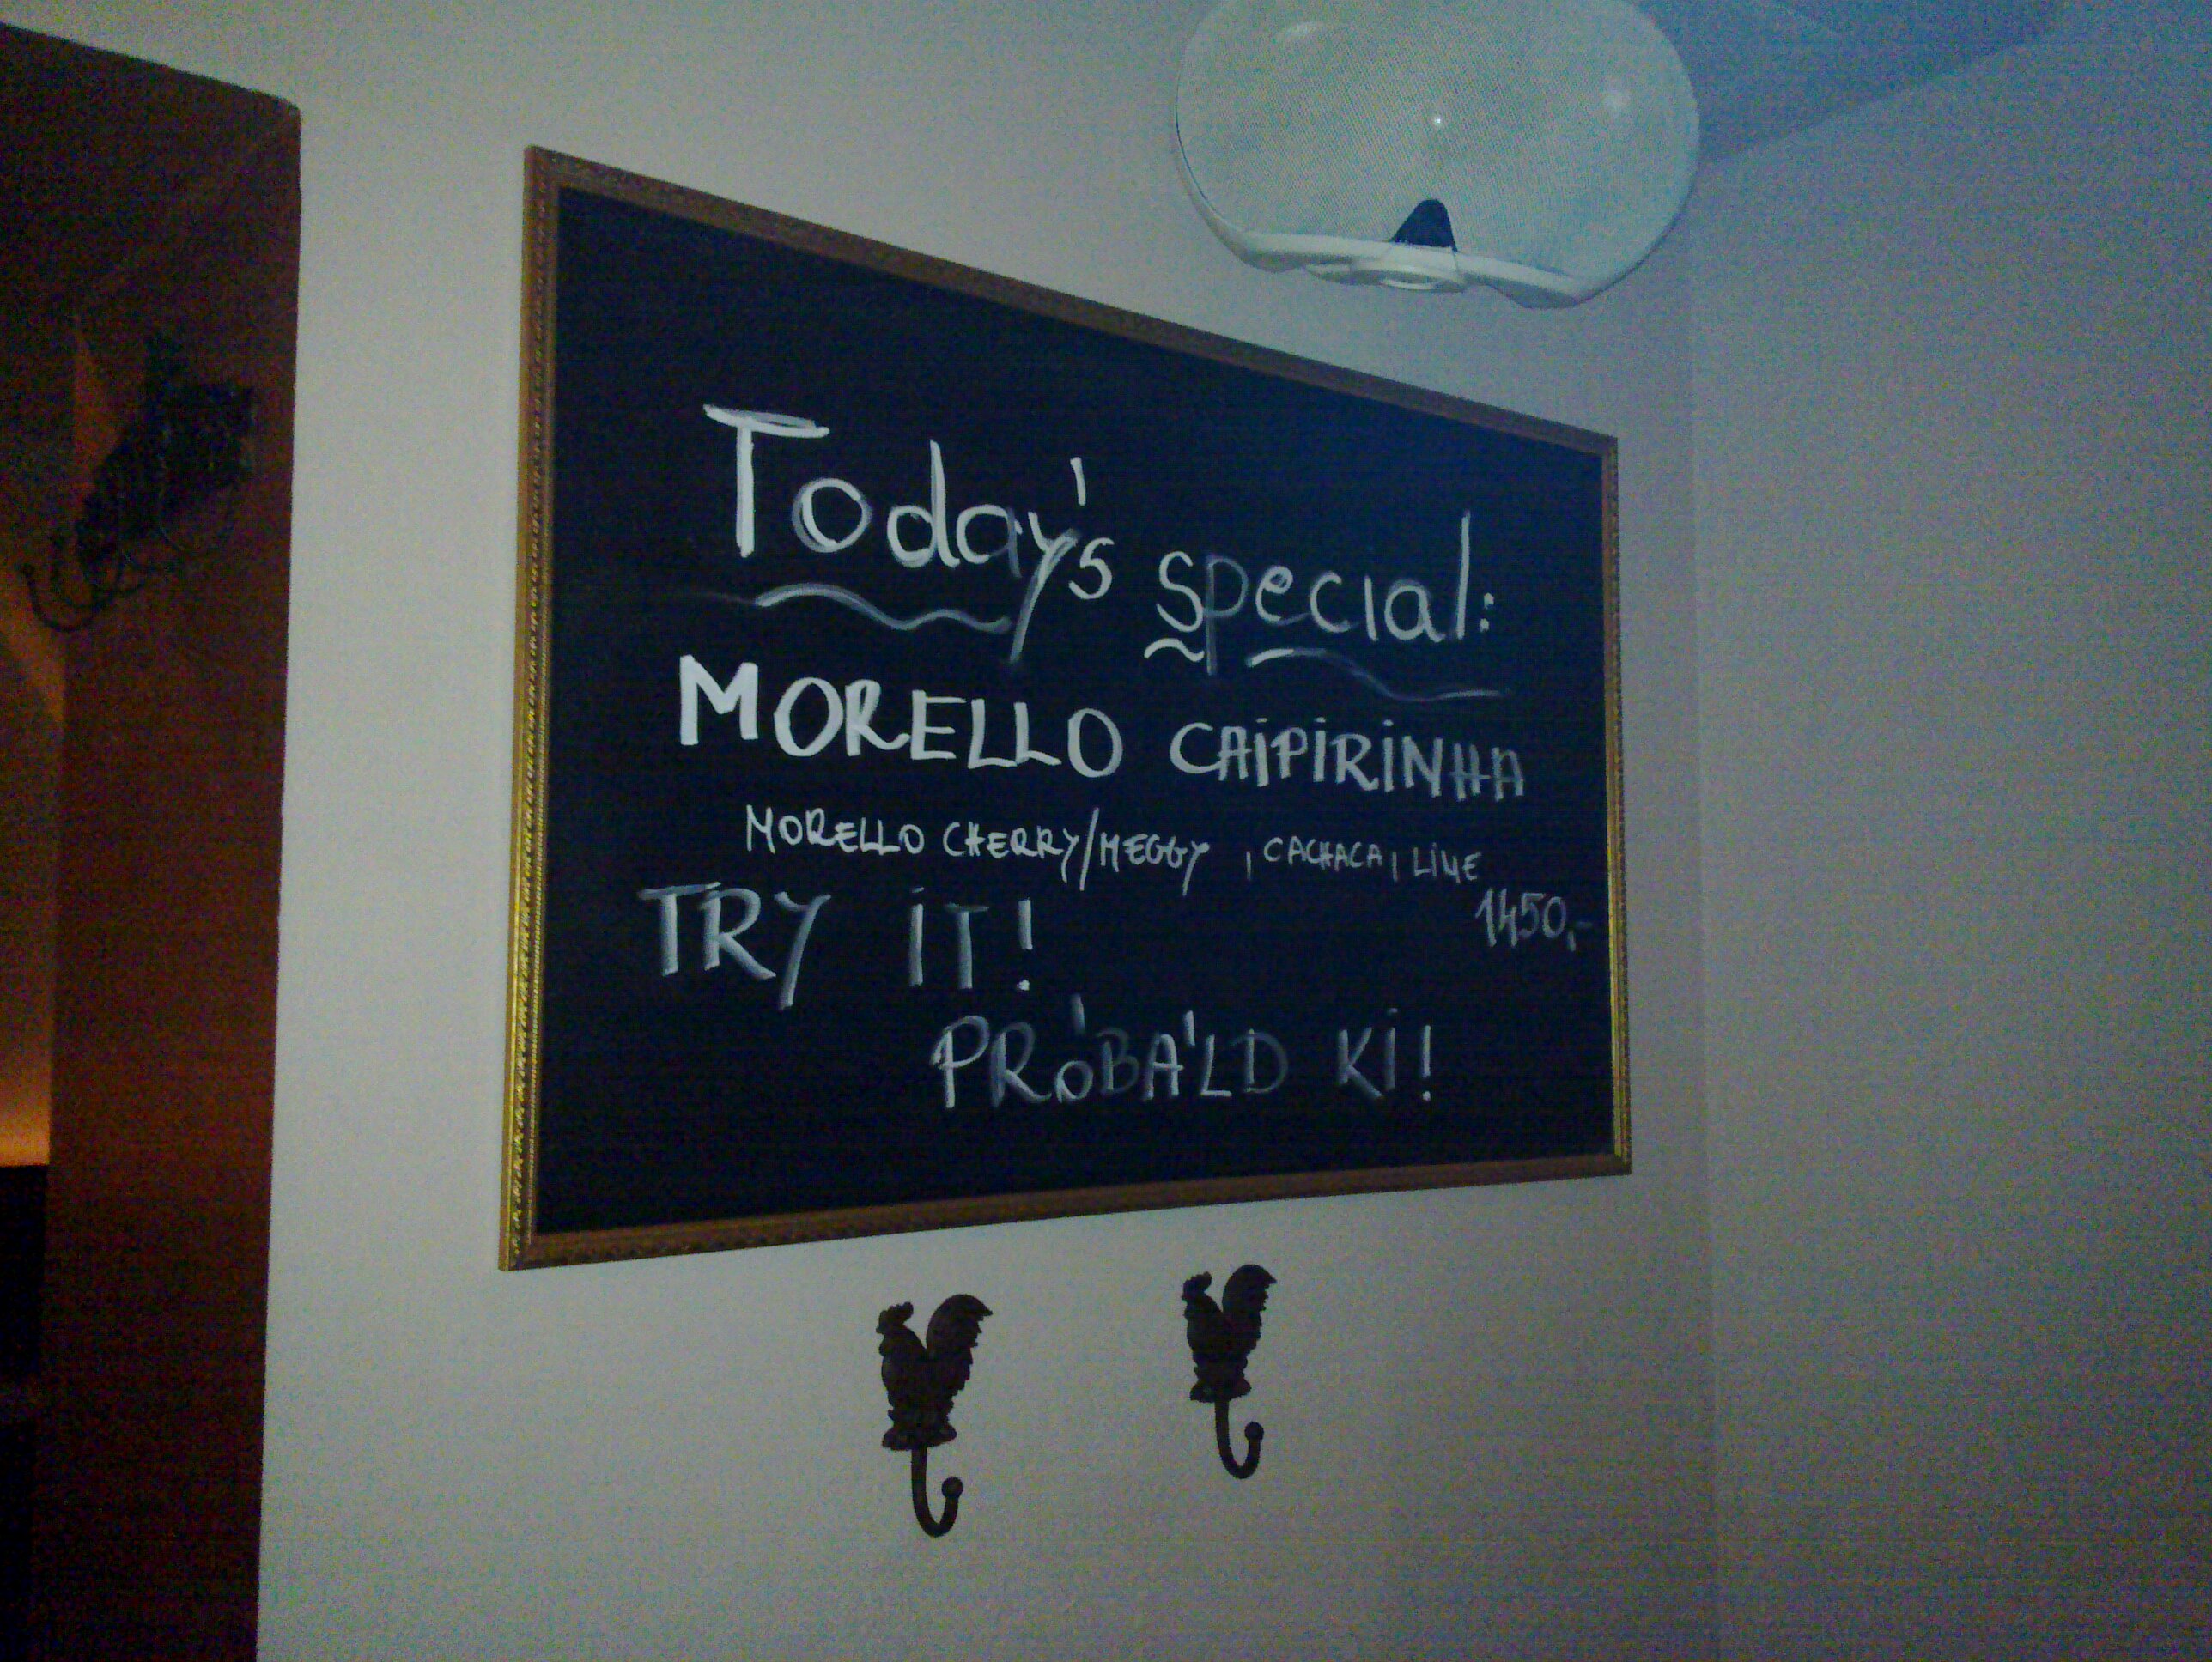 Today's special:
MORELLO CAIPIRINHA
MORELLO CHERRY/MEGGY , CACHACA, LIME
1450,-
TRY IT!
PRÓBÁLD KI!